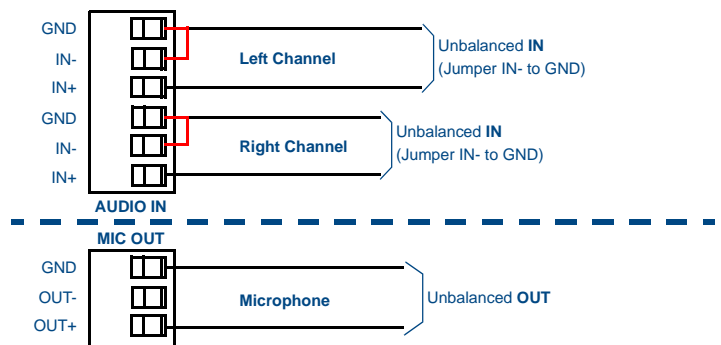 GND
IN-
IN+
GND
IN-
IN+
Left Channel
Unbalanced IN
(Jumper IN- to GND)
Right Channel
Unbalanced IN
(Jumper IN- to GND)
AUDIO IN
MIC OUT
GND
OUT-
OUT+
Microphone
Unbalanced OUT